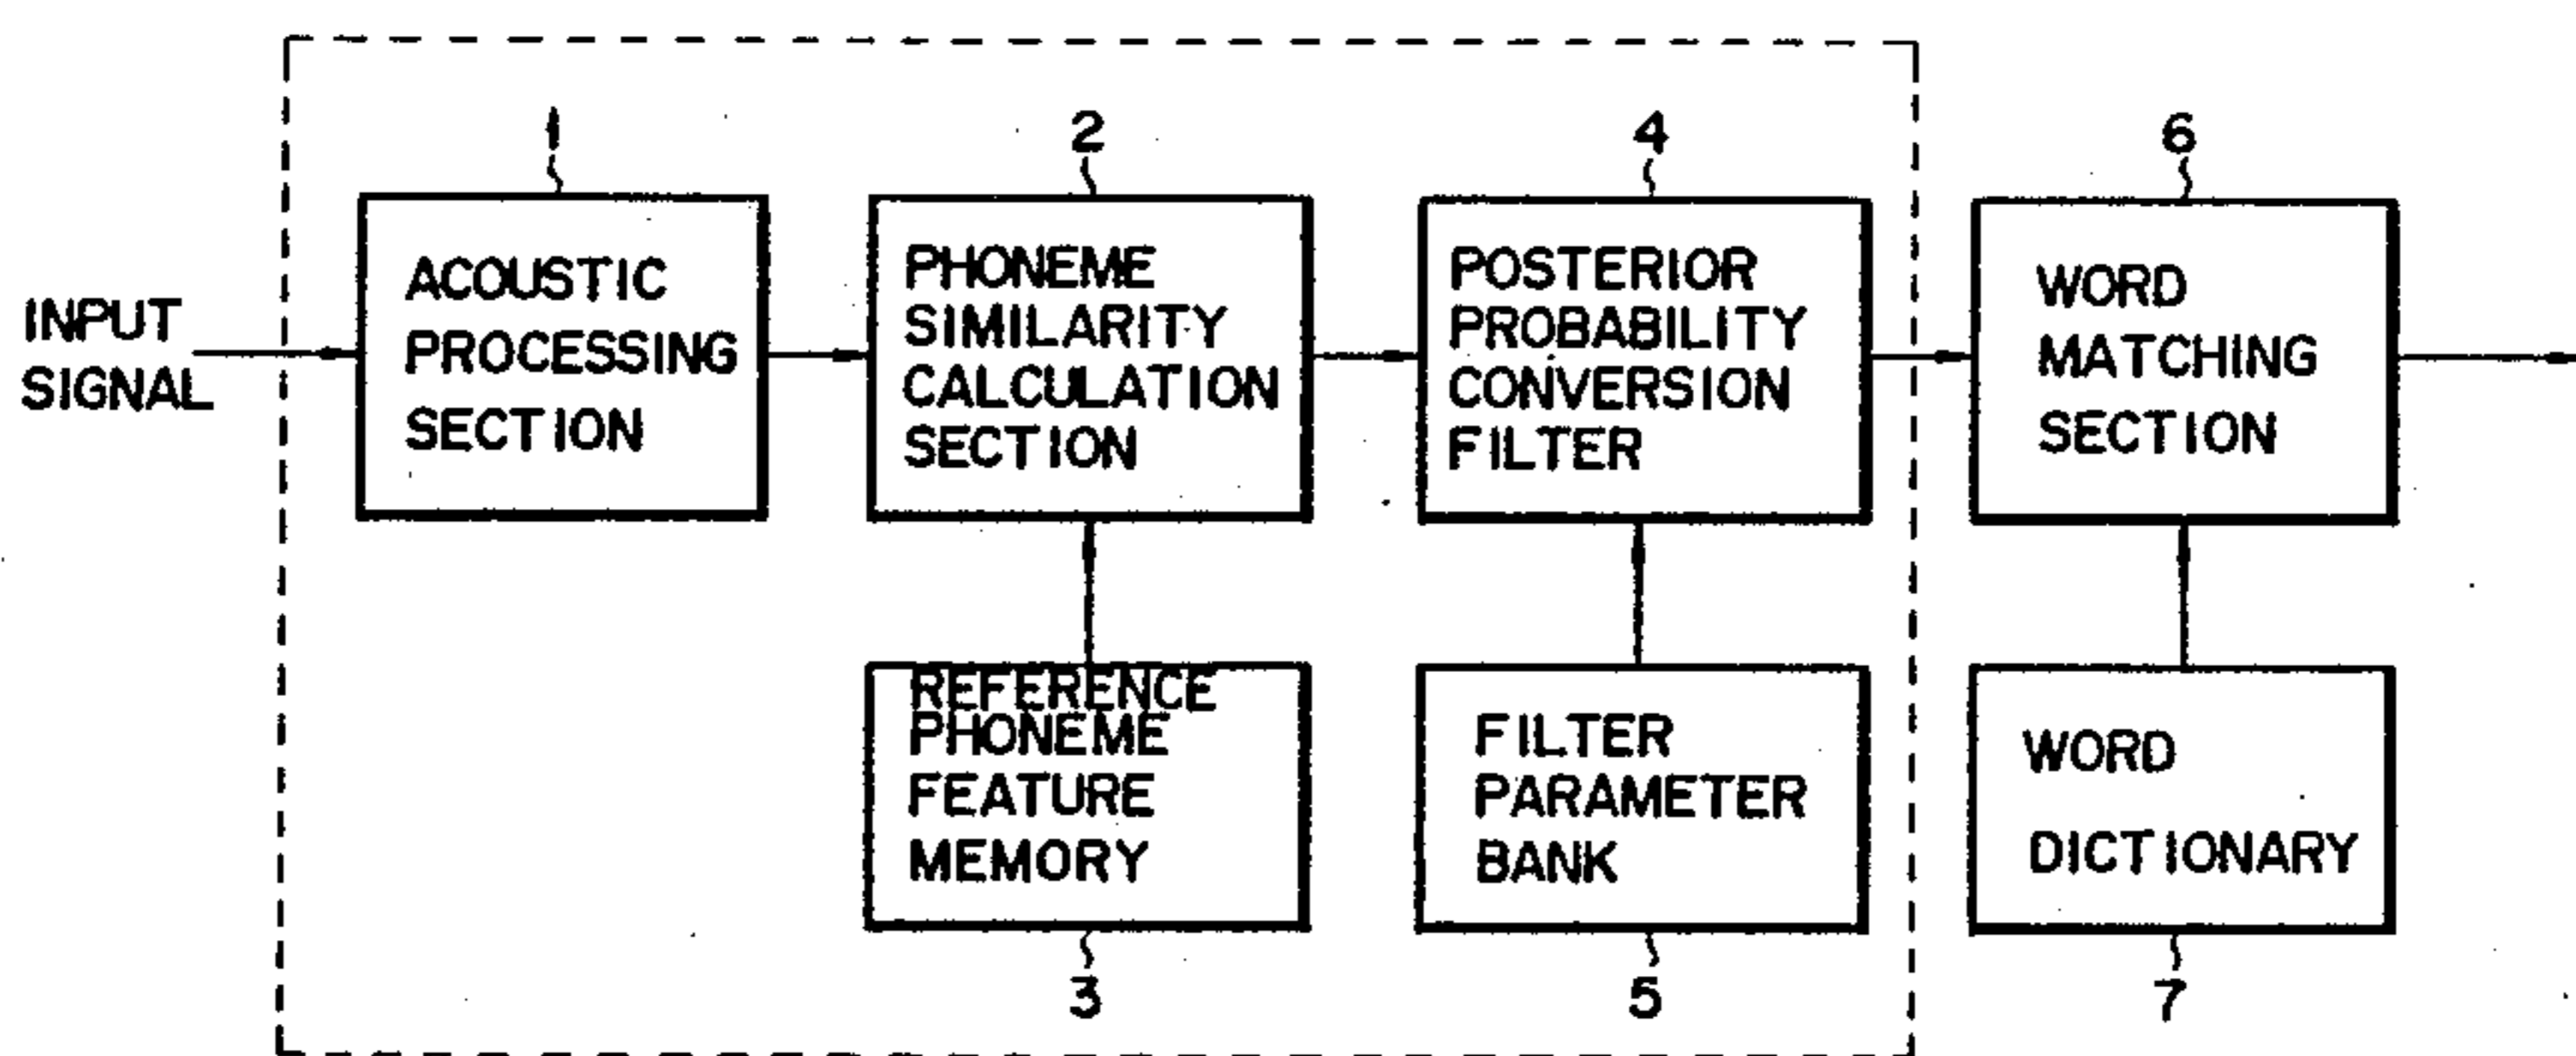 INPUT
SIGNAL
1
ACOUSTIC
PROCESSING
SECTION
2
PHONEME
SIMILARITY
CALCULATION
SECTION
4
POSTERIOR
PROBABILITY
CONVERSION
FILTER
6
WORD
MATCHING
SECTION
REFERENCE
PHONEME
FEATURE
MEMORY
3
FILTER
PARAMETER
BANK
5
WORD
DICTIONARY
7